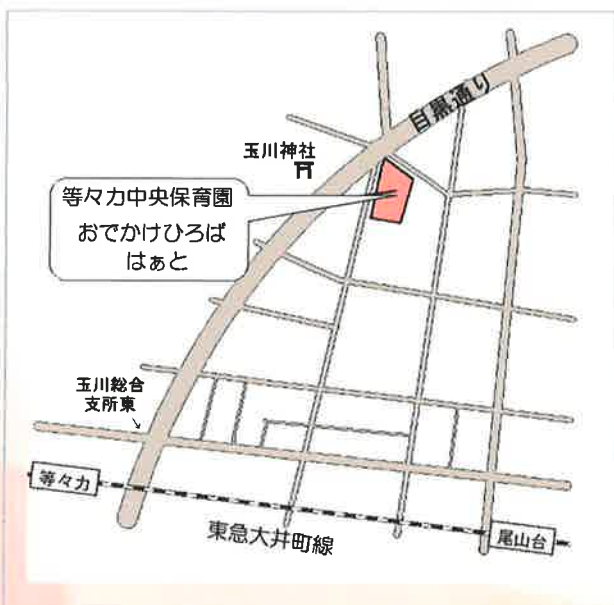 目黒通り
玉川神社
等々力中央保育園
おでかけひろば
はぁと
玉川総合
支所東
等々力
東急大井町線
尾山台